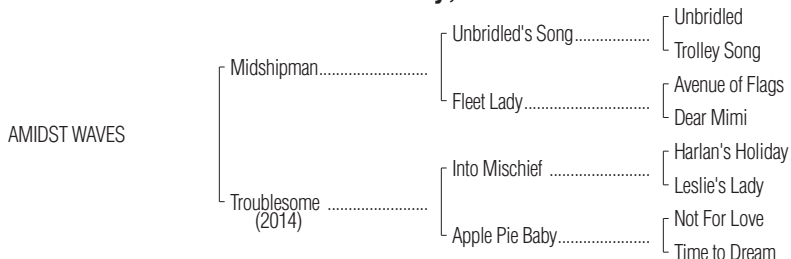 Unbridled
Unbridled's Song....................
Trolley Song
Midshipman...........................
Avenue of Flags
Fleet Lady................................
Dear Mimi
AMIDST WAVES
Harlan's Holiday
Into Mischief .........................
Leslie's Lady
Troublesome .........................
(2014)
Not For Love
Apple Pie Baby.......................
Time to Dream